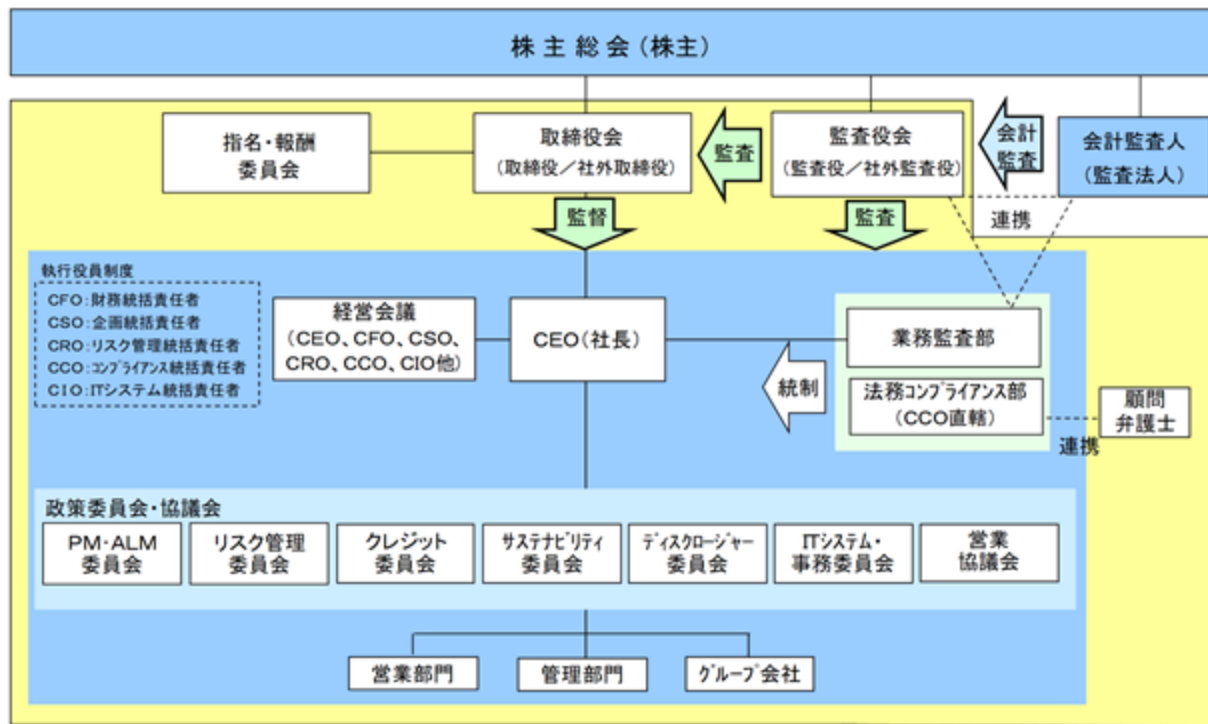 株主総会（株主）
指名・報酬
委員会
取締役会
（取締役／社外取締役）
監査
監査役会
（監査役／社外監査役）
会計
監査
会計監査人
（監査法人）
監督
監査
連携
執行役員制度
CFO：財務統括責任者
CSO：企画統括責任者
CRO：リスク管理統括責任者
CCO：コンプライアンス統括責任者
CIO：ITシステム統括責任者
経営会議
（CEO、CFO、CSO、
CRO、CCO、CIO他）
CEO（社長）
業務監査部
統制
法務コンプライアンス部
（CCO直轄）
顧問
弁護士
連携
政策委員会・協議会
PM・ALM
委員会
リスク管理
委員会
クレジット
委員会
サステナビリティ
委員会
ディスクロージャー
委員会
ITシステム・
事務委員会
営業
協議会
営業部門
管理部門
グループ会社